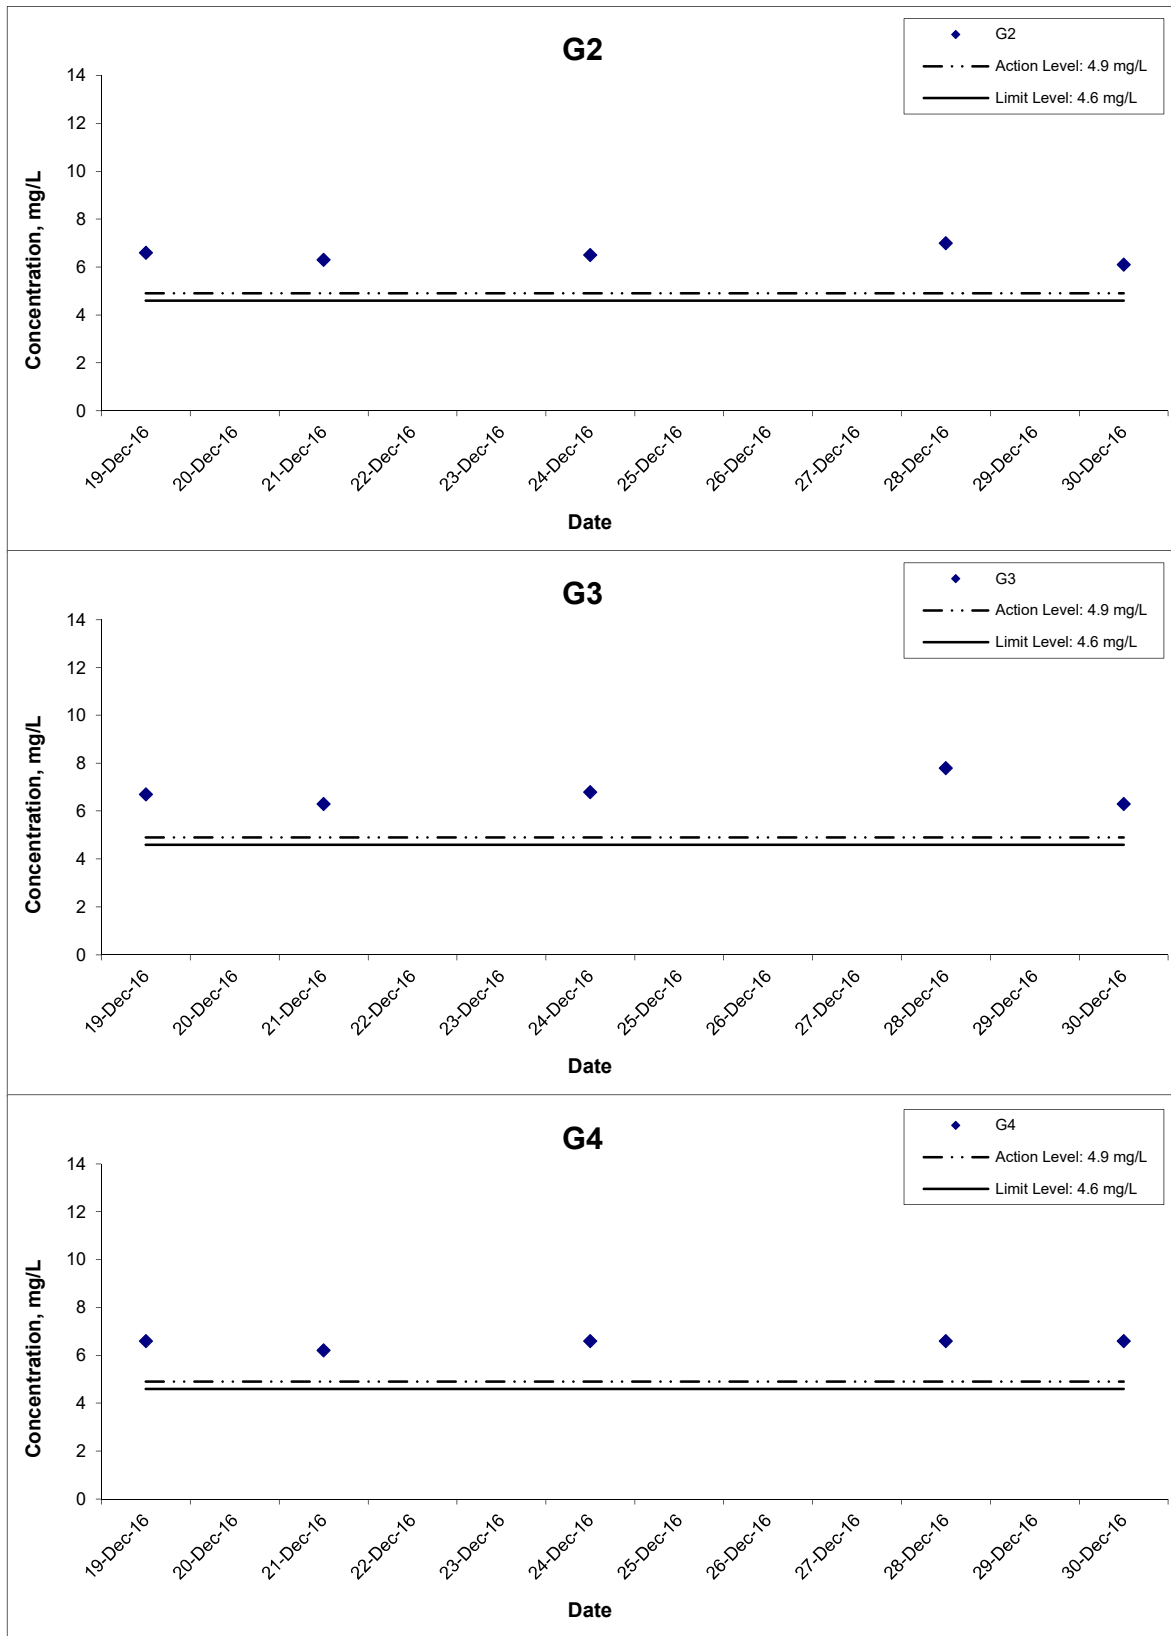 G2
G2
Action Level: 4.9 mg/L
Limit Level: 4.6 mg/L
Concentration, mg/L
14
12
10
8
6
4
2
0
19-Dec-16
20-Dec-16
21-Dec-16
22-Dec-16
23-Dec-16
24-Dec-16
25-Dec-16
26-Dec-16
27-Dec-16
28-Dec-16
29-Dec-16
30-Dec-16
Date
G3
G3
Action Level: 4.9 mg/L
Limit Level: 4.6 mg/L
Concentration, mg/L
14
12
10
8
6
4
2
0
19-Dec-16
20-Dec-16
21-Dec-16
22-Dec-16
23-Dec-16
24-Dec-16
25-Dec-16
26-Dec-16
27-Dec-16
28-Dec-16
29-Dec-16
30-Dec-16
Date
G4
G4
Action Level: 4.9 mg/L
Limit Level: 4.6 mg/L
Concentration, mg/L
14
12
10
8
6
4
2
0
19-Dec-16
20-Dec-16
21-Dec-16
22-Dec-16
23-Dec-16
24-Dec-16
25-Dec-16
26-Dec-16
27-Dec-16
28-Dec-16
29-Dec-16
30-Dec-16
Date